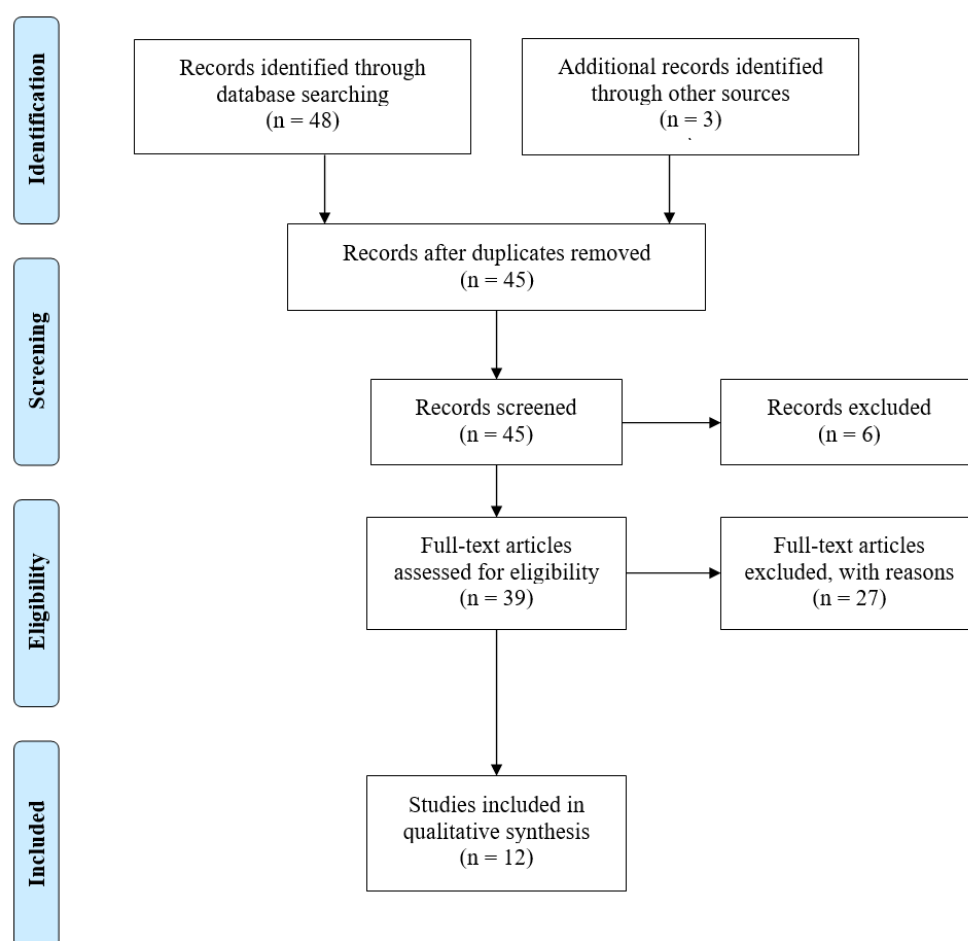 Identification
Records identified through
database searching
(n = 48)
Additional records identified
through other sources
(n = 3)
Records after duplicates removed
(n = 45)
Screening
Records screened
(n = 45)
Records excluded
(n = 6)
Eligibility
Full-text articles
assessed for eligibility
(n = 39)
Full-text articles
excluded, with reasons
(n = 27)
Included
Studies included in
qualitative synthesis
(n = 12)